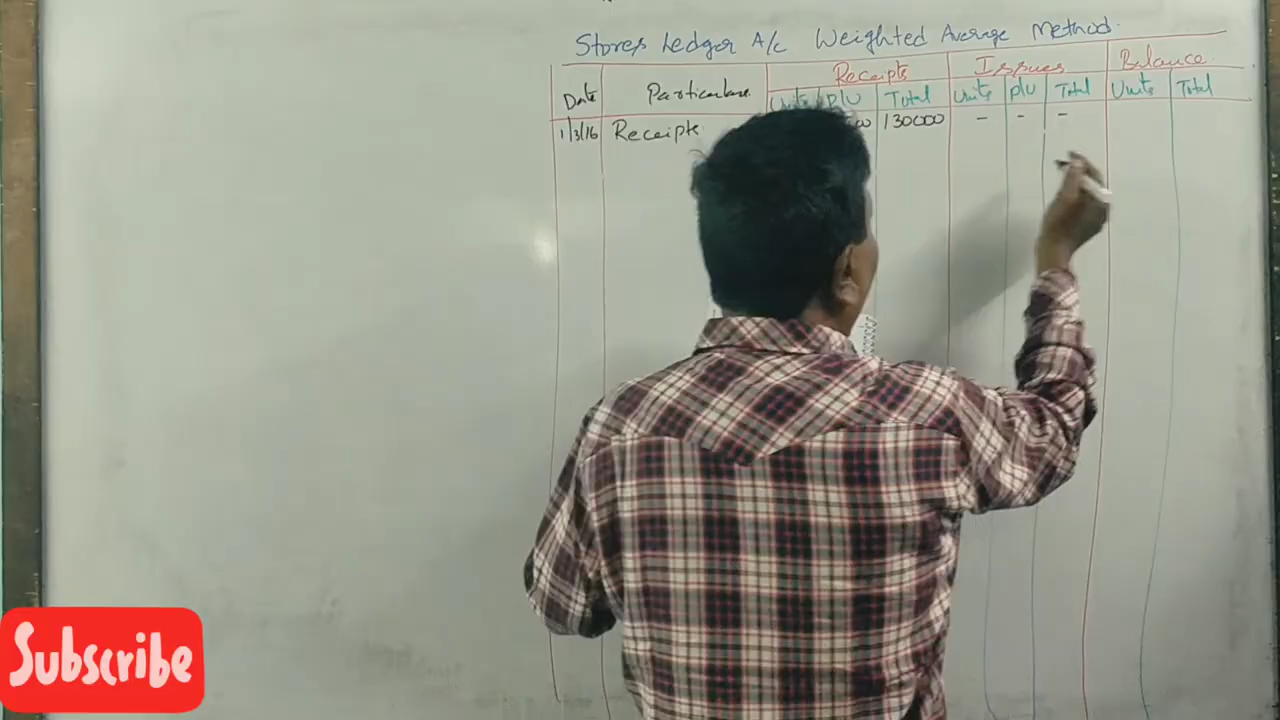 Stores Ledger A/c Weighted Average Method
Receipts Issues Balance
Date Particulars Units P/U Total Units P/U Total Units Total
1/3/16 Receipts 130000 - - -
Subscribe